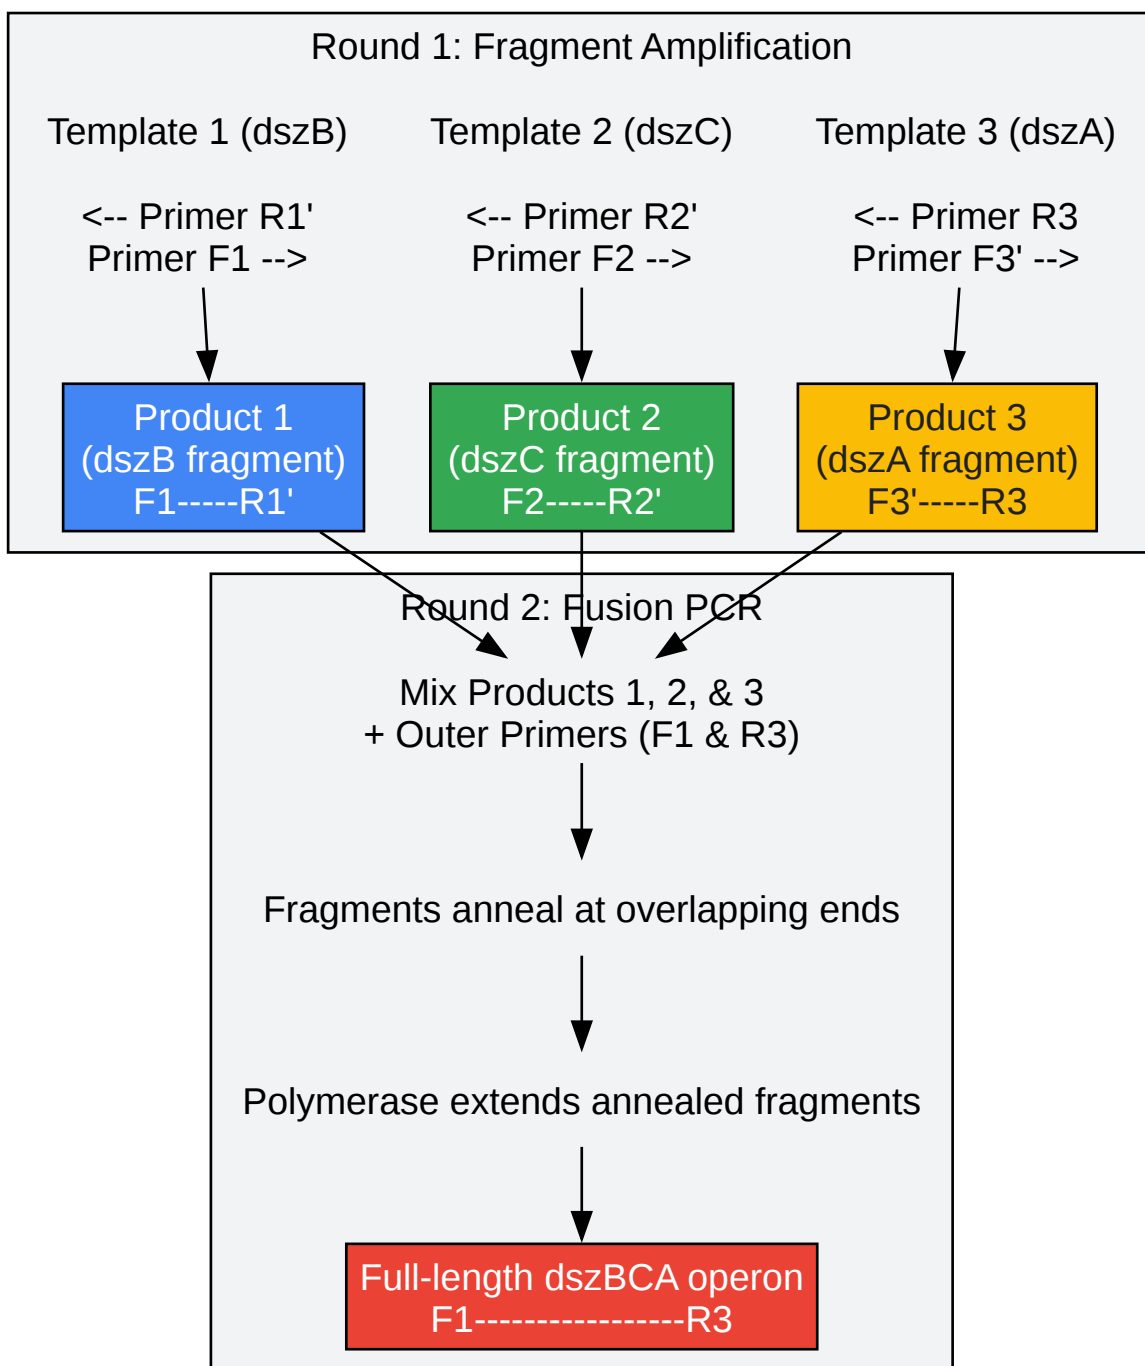 Round 1: Fragment Amplification
Template 1 (dszB)
Template 2 (dszC)
Template 3 (dszA)
<-- Primer R1'
Primer F1 -->
<-- Primer R2'
Primer F2 -->
<-- Primer R3
Primer F3' -->
Product 1
(dszB fragment)
F1-----R1'
Product 2
(dszC fragment)
F2-----R2'
Product 3
(dszA fragment)
F3'-----R3
Round 2: Fusion PCR
Mix Products 1, 2, & 3
+ Outer Primers (F1 & R3)
Fragments anneal at overlapping ends
Polymerase extends annealed fragments
Full-length dszBCA operon
F1-----------------R3